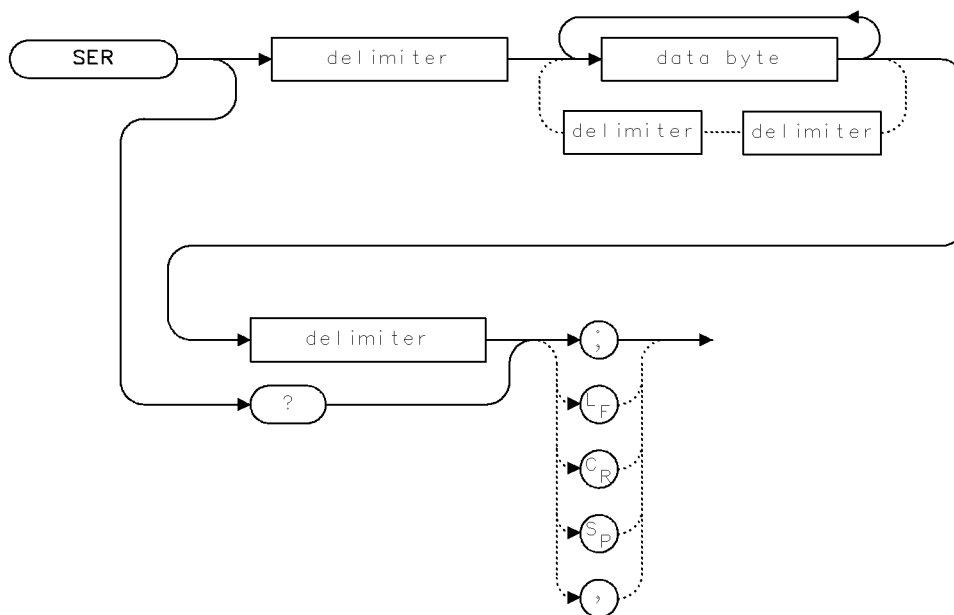 SER
delimiter
data byte
delimiter
delimiter
delimiter
;
?
LF
CR
SP
,